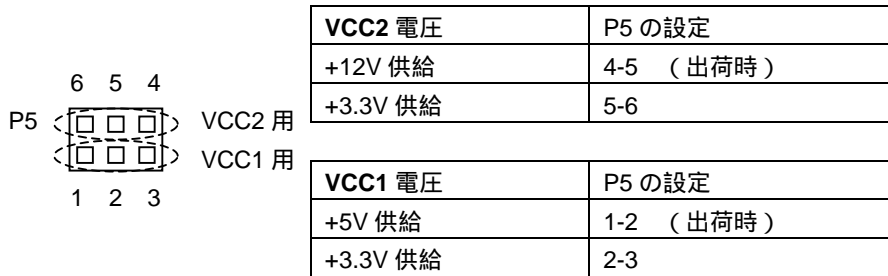 6 5 4
P5
VCC2 用
VCC1 用
1 2 3
VCC2 電圧 P5 の設定
+12V 供給 4-5 （出荷時）
+3.3V 供給 5-6
VCC1 電圧 P5 の設定
+5V 供給 1-2 （出荷時）
+3.3V 供給 2-3